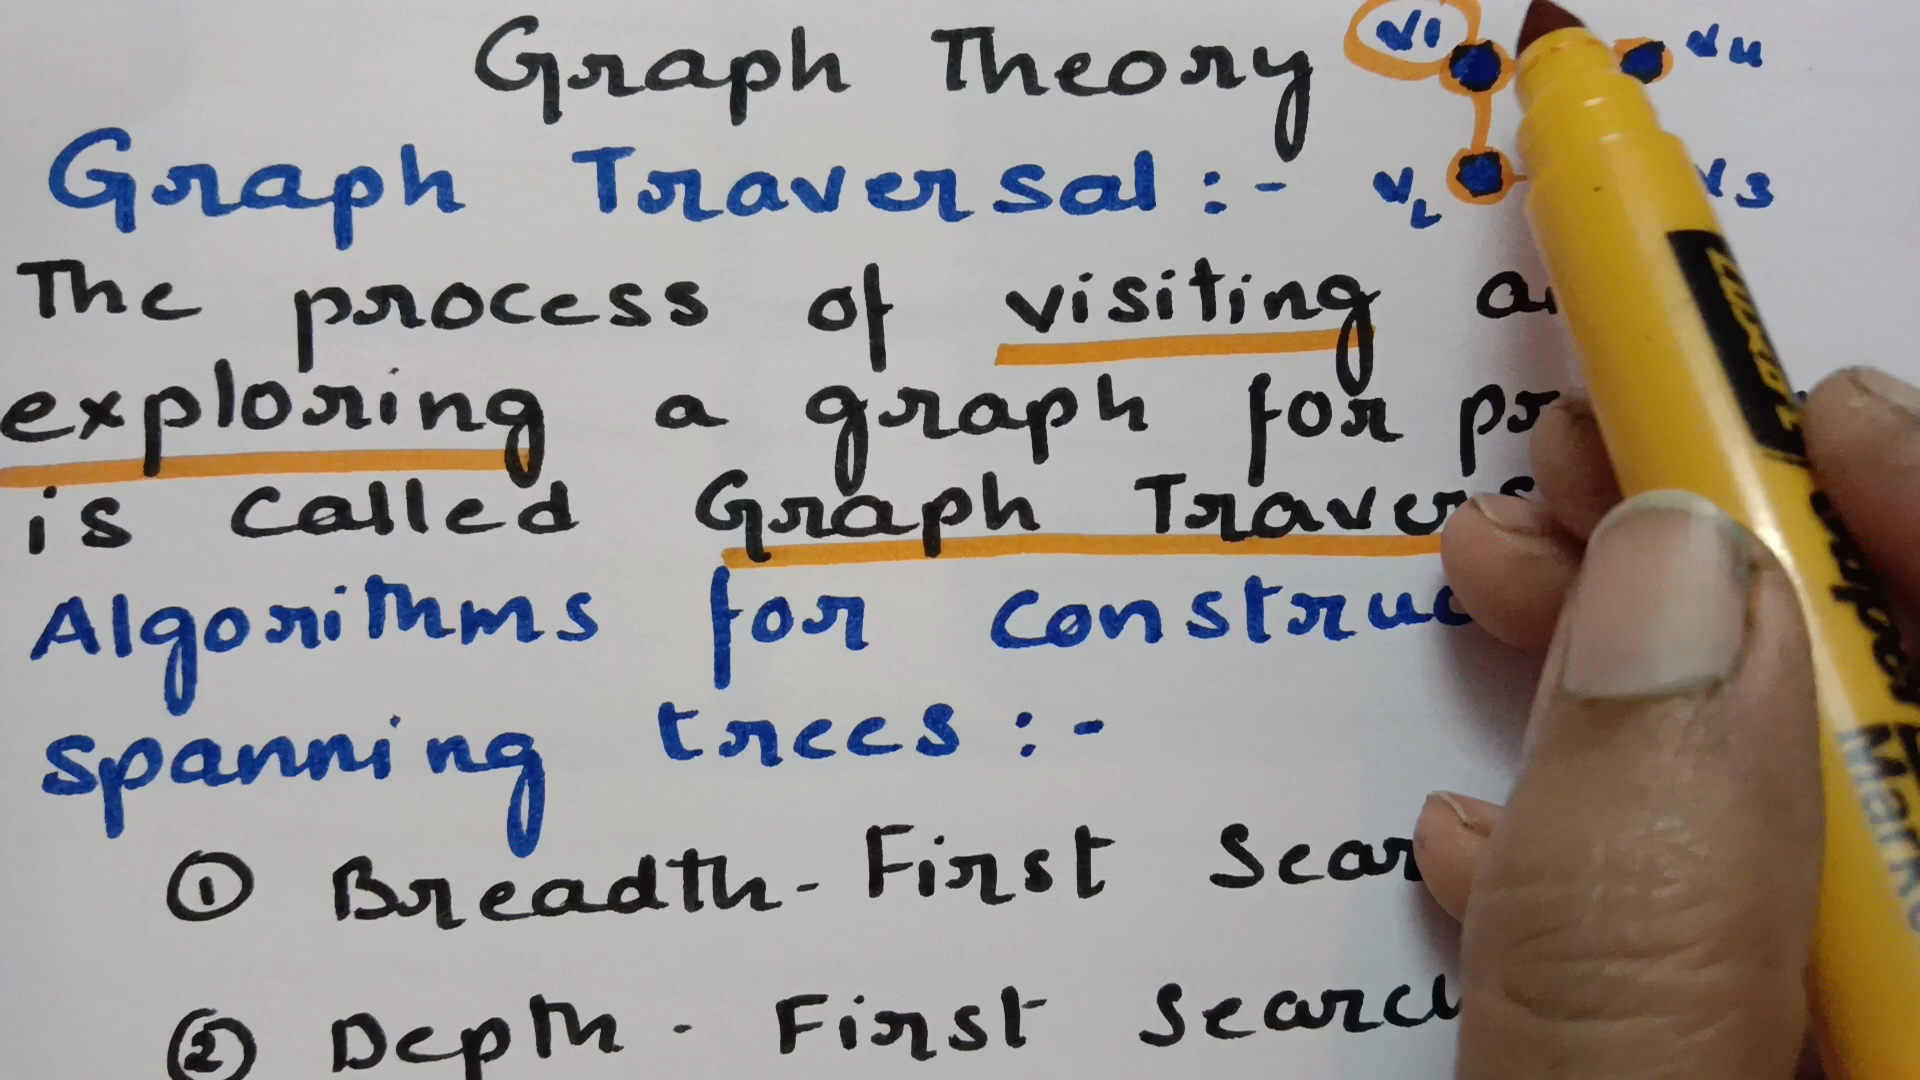 Graph Theory
v1
v4
Graph Traversal :-
v2
v3
The process of visiting
exploring a graph for
is called Graph
Algorithms for
spanning trees :-
① Breadth - First
② Depth - First